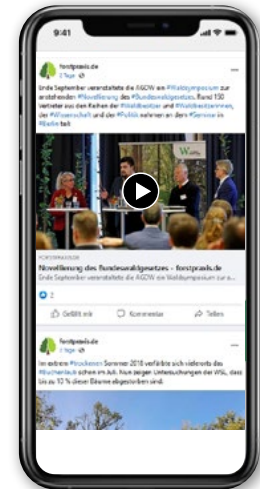 9:41
forstpraxis.de
2 Tage
Ende September veranstaltete die AGDW ein #Waldsymposium zur
anstehenden #Novellierung des #Bundeswaldgesetzes. Rund 150
Vertreter aus den Reihen der #Waldbesitzer und #Waldbesitzerinnen,
der #Wissenschaft und der #Politik nahmen an dem #Seminar in
#Berlin teil:
W
FORSTPRAXIS.DE
Novellierung des Bundeswaldgesetzes - forstpraxis.de
Ende September veranstaltete die AGDW ein Waldsymposium zur a...
2
Gefällt mir Kommentar Teilen
forstpraxis.de
2 Tage
Im extrem #trockenen Sommer 2018 verfärbte sich vielerorts das
#Buchenlaub schon im Juli. Nun zeigen Untersuchungen der WSL, dass
bis zu 10 % dieser Bäume abgestorben sind: